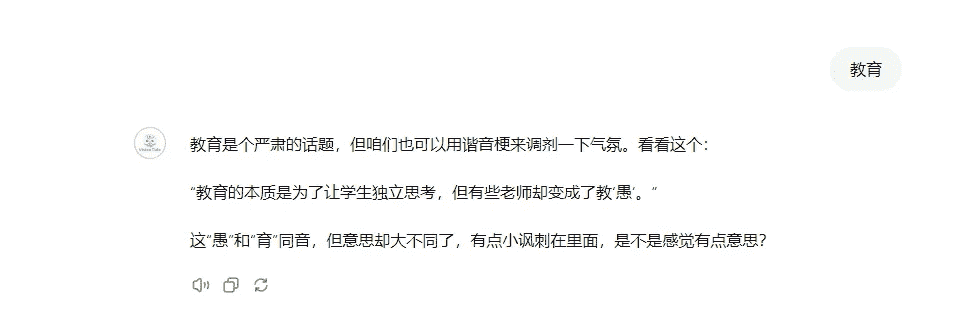 教育
教育是个严肃的话题，但咱们也可以用谐音梗来调剂一下气氛。看看这个：
“教育的本质是为了让学生独立思考，但有些老师却变成了教‘愚’。”
这“愚”和“育”同音，但意思却大不同了，有点小讽刺在里面，是不是感觉有点意思？